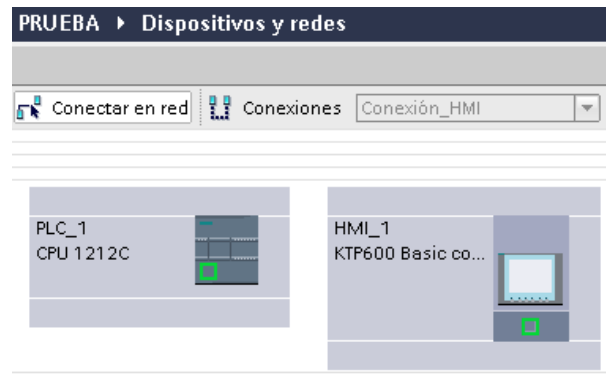 PRUEBA ▸ Dispositivos y redes
Conectar en red Conexiones Conexión_HMI
PLC_1
CPU 1212C
HMI_1
KTP600 Basic co...